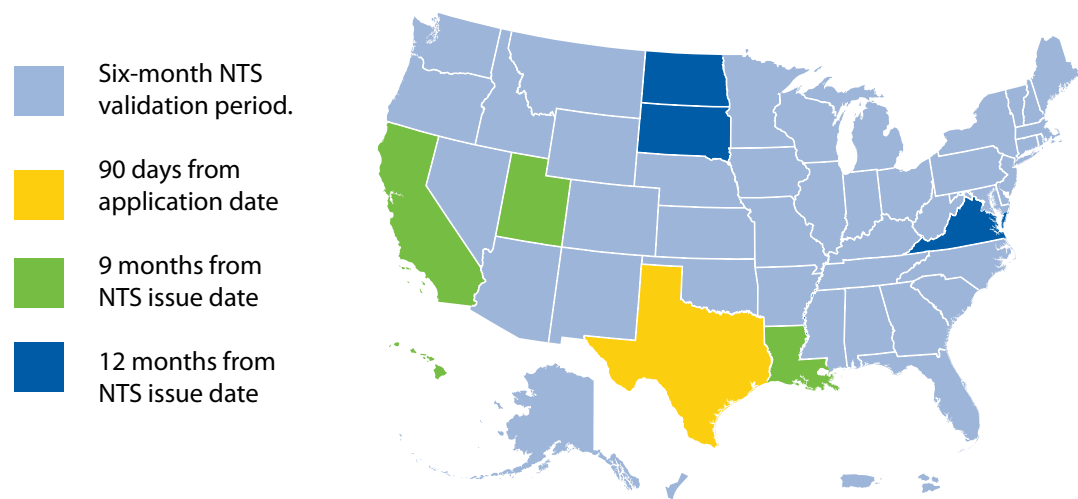 Six-month NTS
validation period.
90 days from
application date
9 months from
NTS issue date
12 months from
NTS issue date